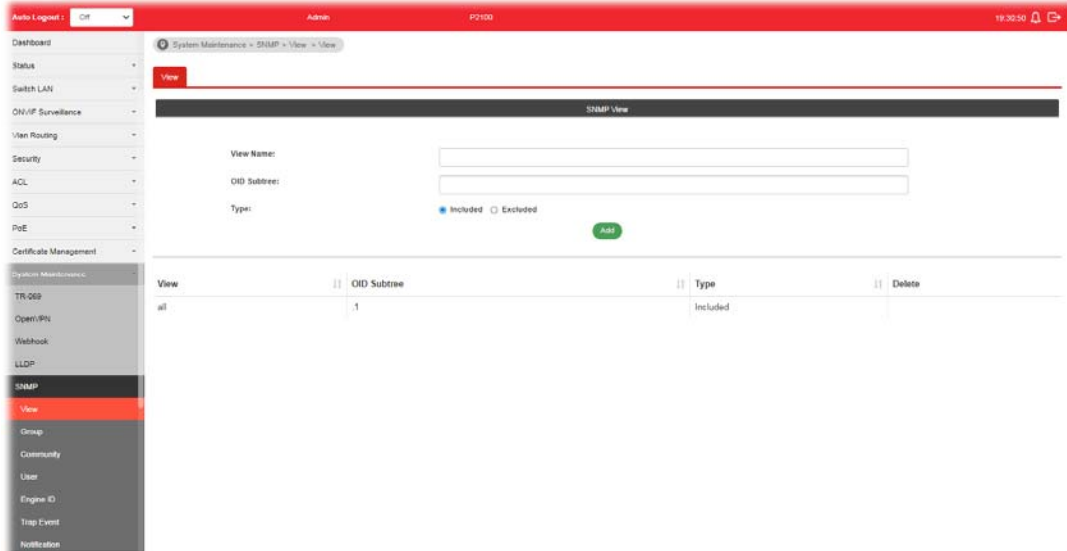 Auto Logout : Off Admin P2100 19:30:50
Dashboard
System Maintenance » SNMP » View » View
Status
View
Switch LAN
ONVIF Surveillance
SNMP View
Vlan Routing
Security
View Name:
ACL
OID Subtree:
QoS
Type: Included Excluded
PoE
Add
Certificate Management
System Maintenance
View OID Subtree Type Delete
TR-069
all .1 Included
OpenVPN
Webhook
LLDP
SNMP
View
Group
Community
User
Engine ID
Trap Event
Notification